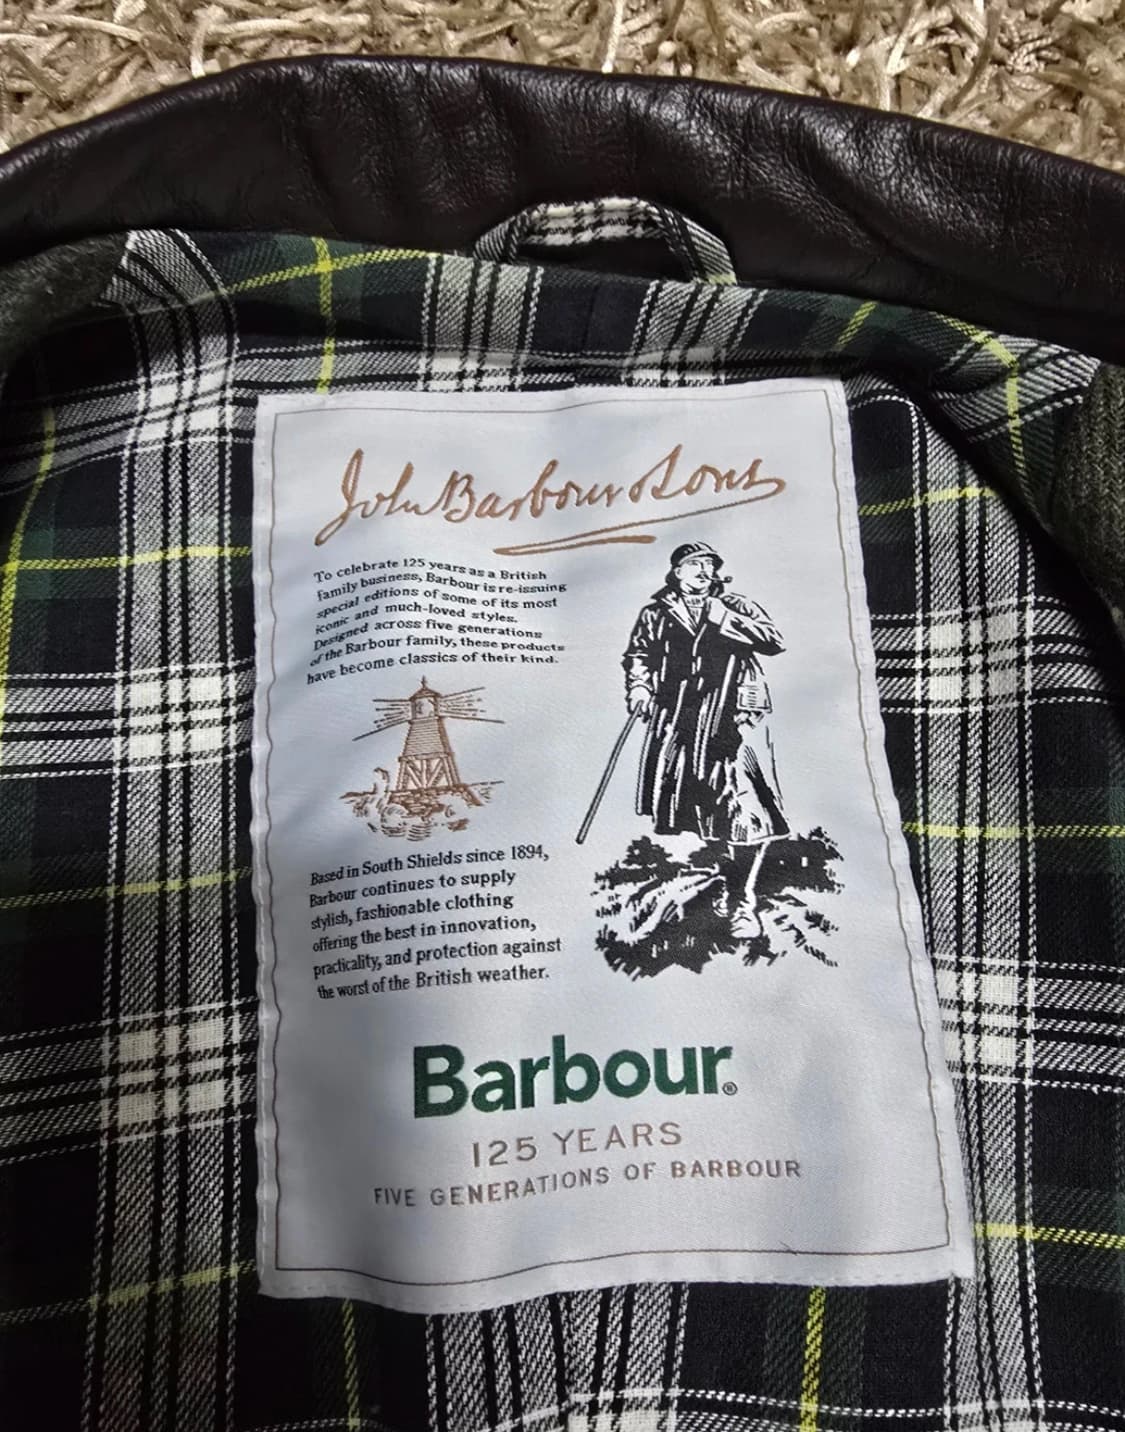 John Barbour & Sons
To celebrate 125 years as a British
family business, Barbour is re-issuing
special editions of some of its most
iconic and much-loved styles.
Designed across five generations
of the Barbour family, these products
have become classics of their kind.
Based in South Shields since 1894,
Barbour continues to supply
stylish, fashionable clothing
offering the best in innovation,
practicality, and protection against
the worst of the British weather.
Barbour®
125 YEARS
FIVE GENERATIONS OF BARBOUR